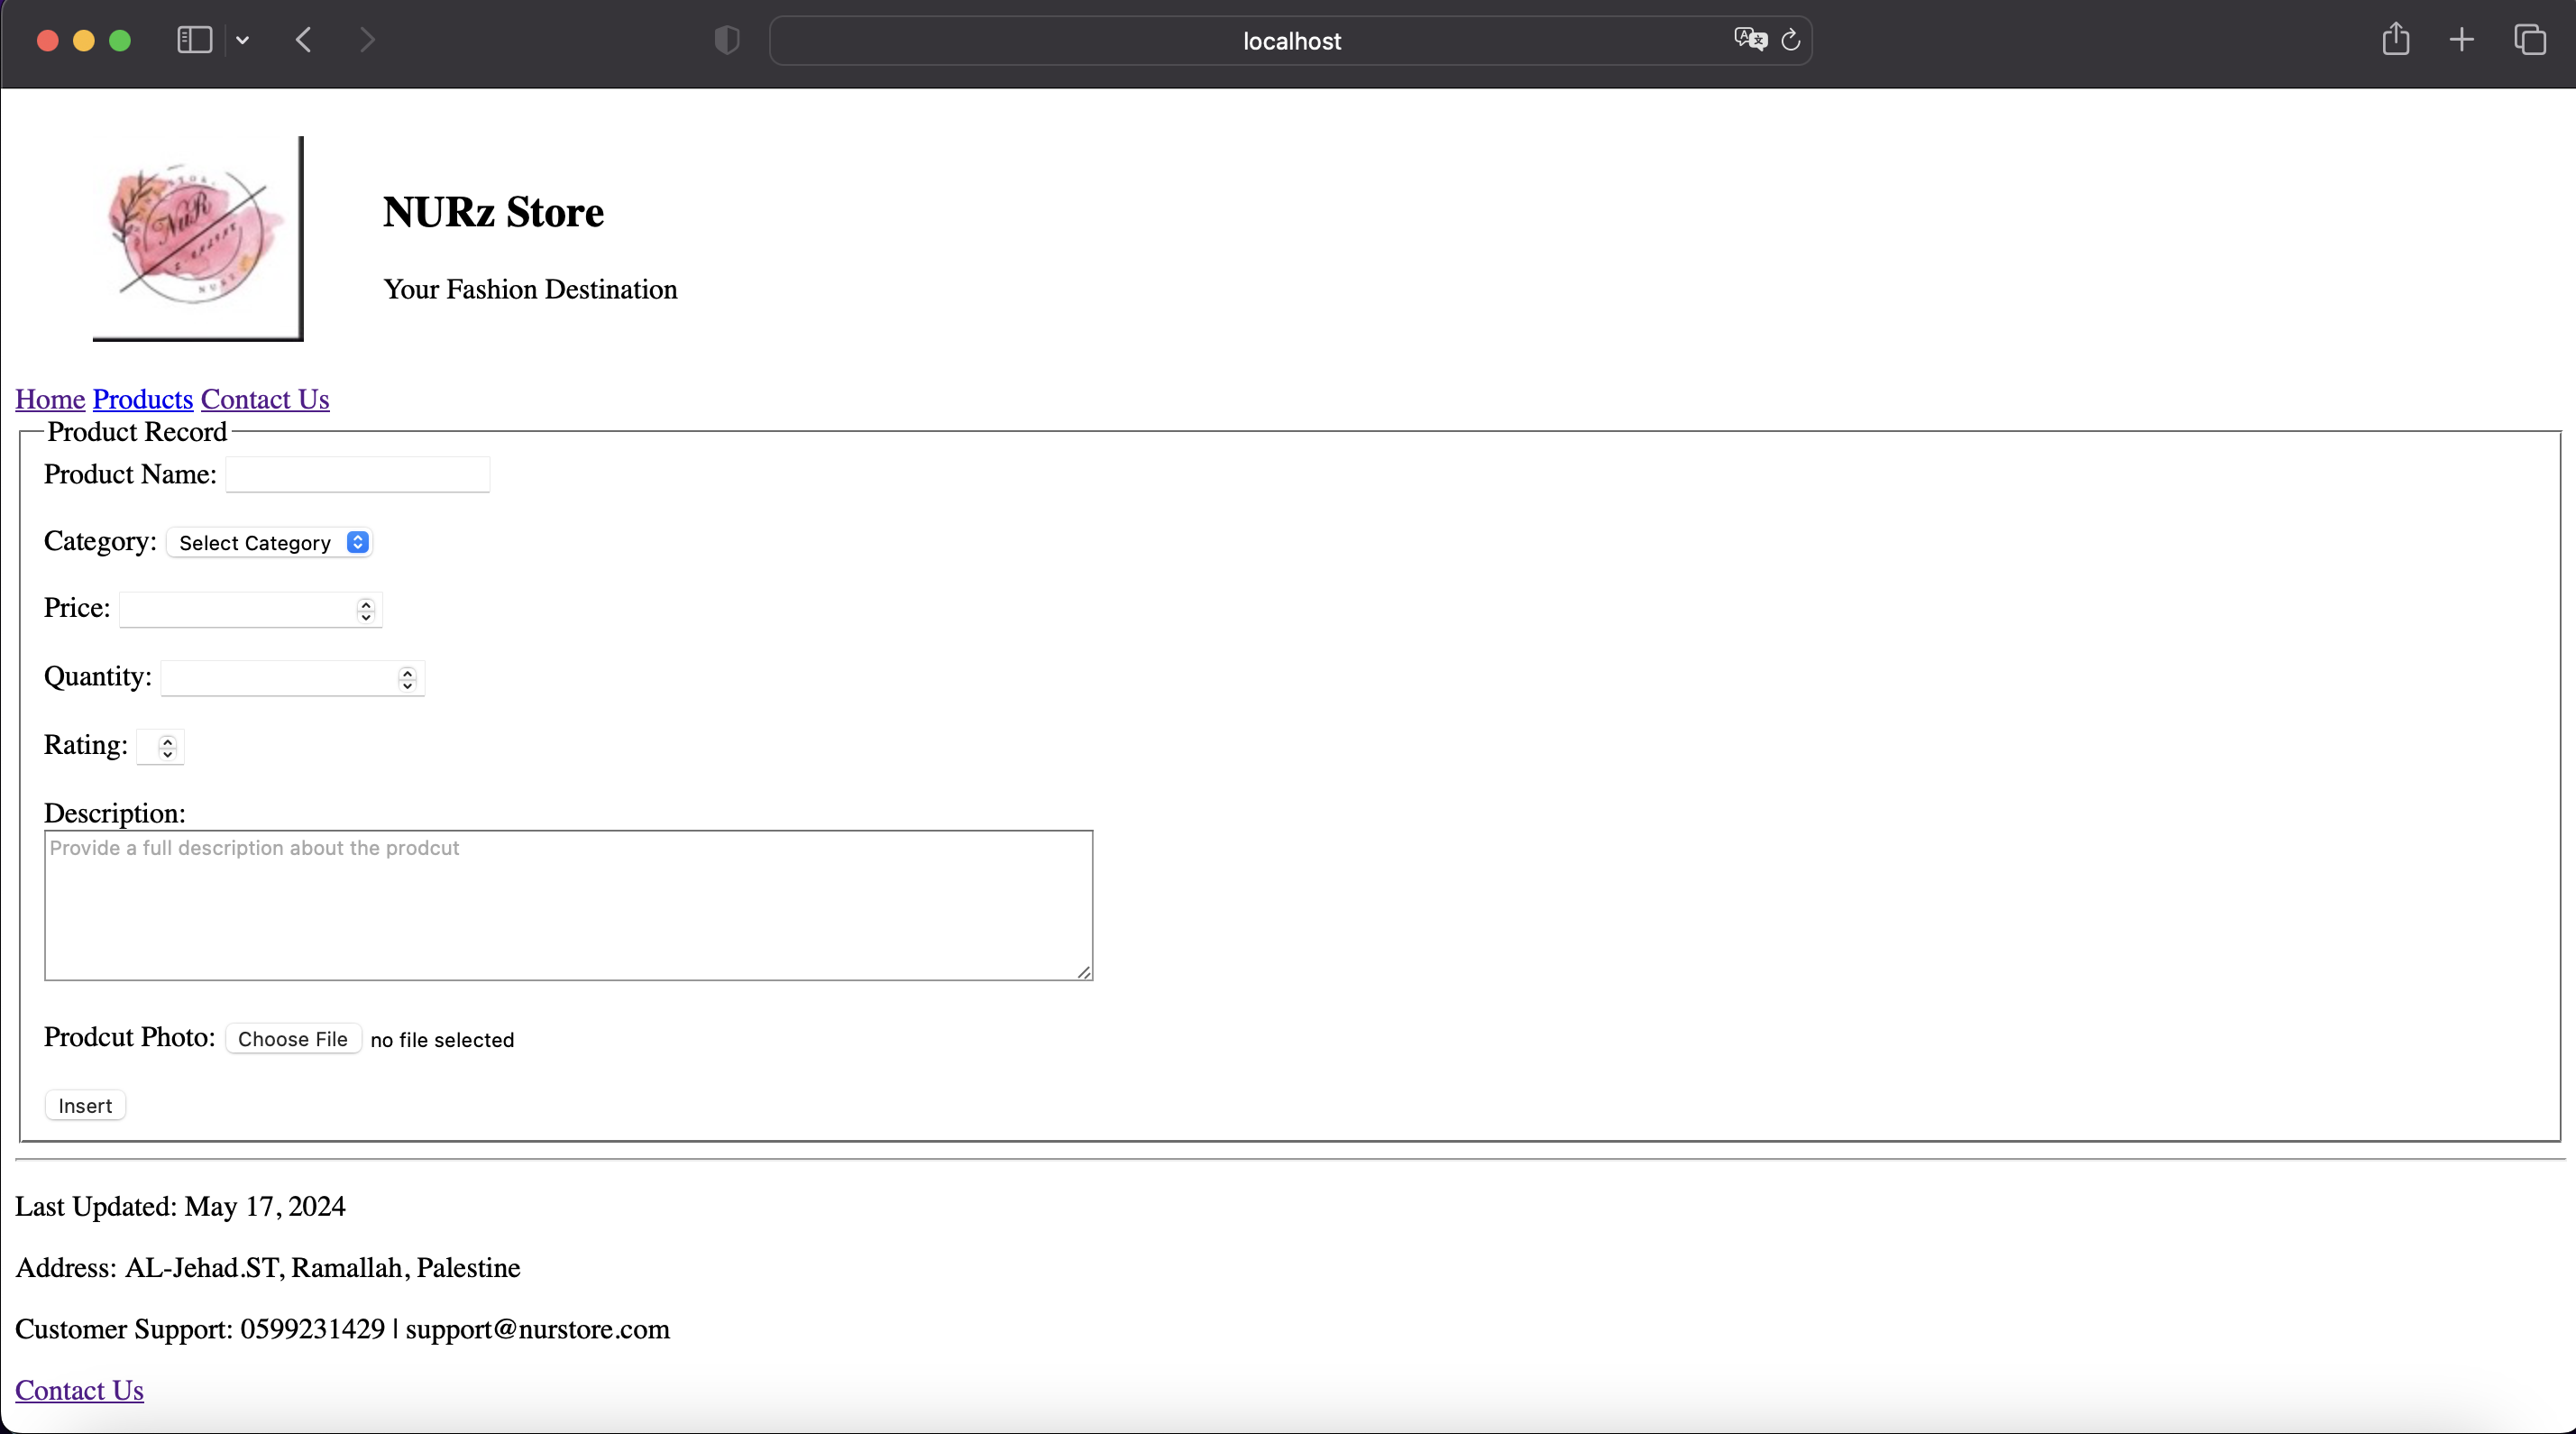 localhost
NuR
NURz Store
Your Fashion Destination
Home Products Contact Us
Product Record
Product Name:
Category: Select Category
Price:
Quantity:
Rating:
Description:
Provide a full description about the prodcut
Prodcut Photo: Choose File no file selected
Insert
Last Updated: May 17, 2024
Address: AL-Jehad.ST, Ramallah, Palestine
Customer Support: 0599231429 | support@nurstore.com
Contact Us